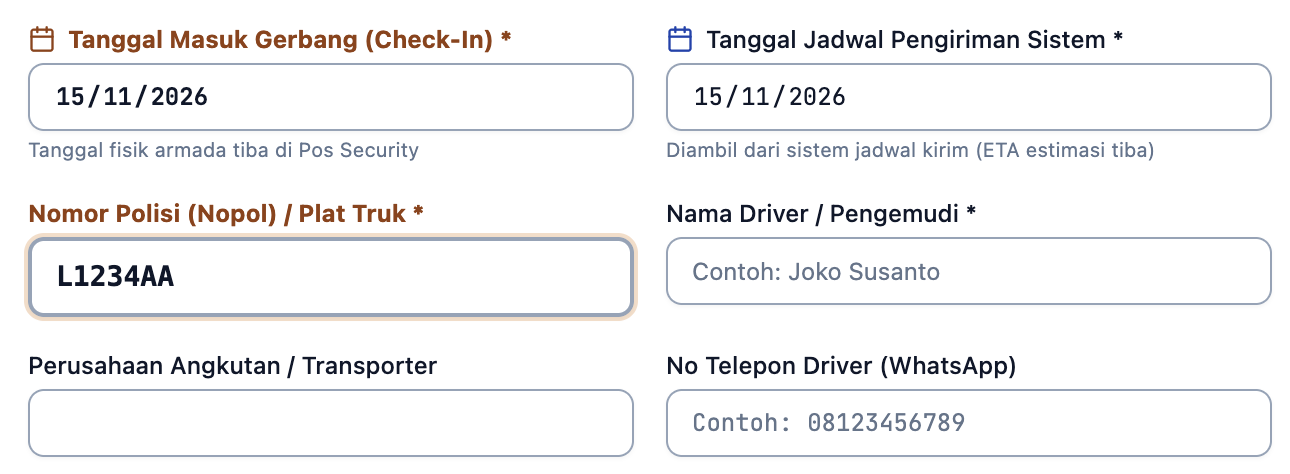 Tanggal Masuk Gerbang (Check-In) *
Tanggal Jadwal Pengiriman Sistem *
15/11/2026
15/11/2026
Tanggal fisik armada tiba di Pos Security
Diambil dari sistem jadwal kirim (ETA estimasi tiba)
Nomor Polisi (Nopol) / Plat Truk *
Nama Driver / Pengemudi *
L1234AA
Contoh: Joko Susanto
Perusahaan Angkutan / Transporter
No Telepon Driver (WhatsApp)
Contoh: 08123456789